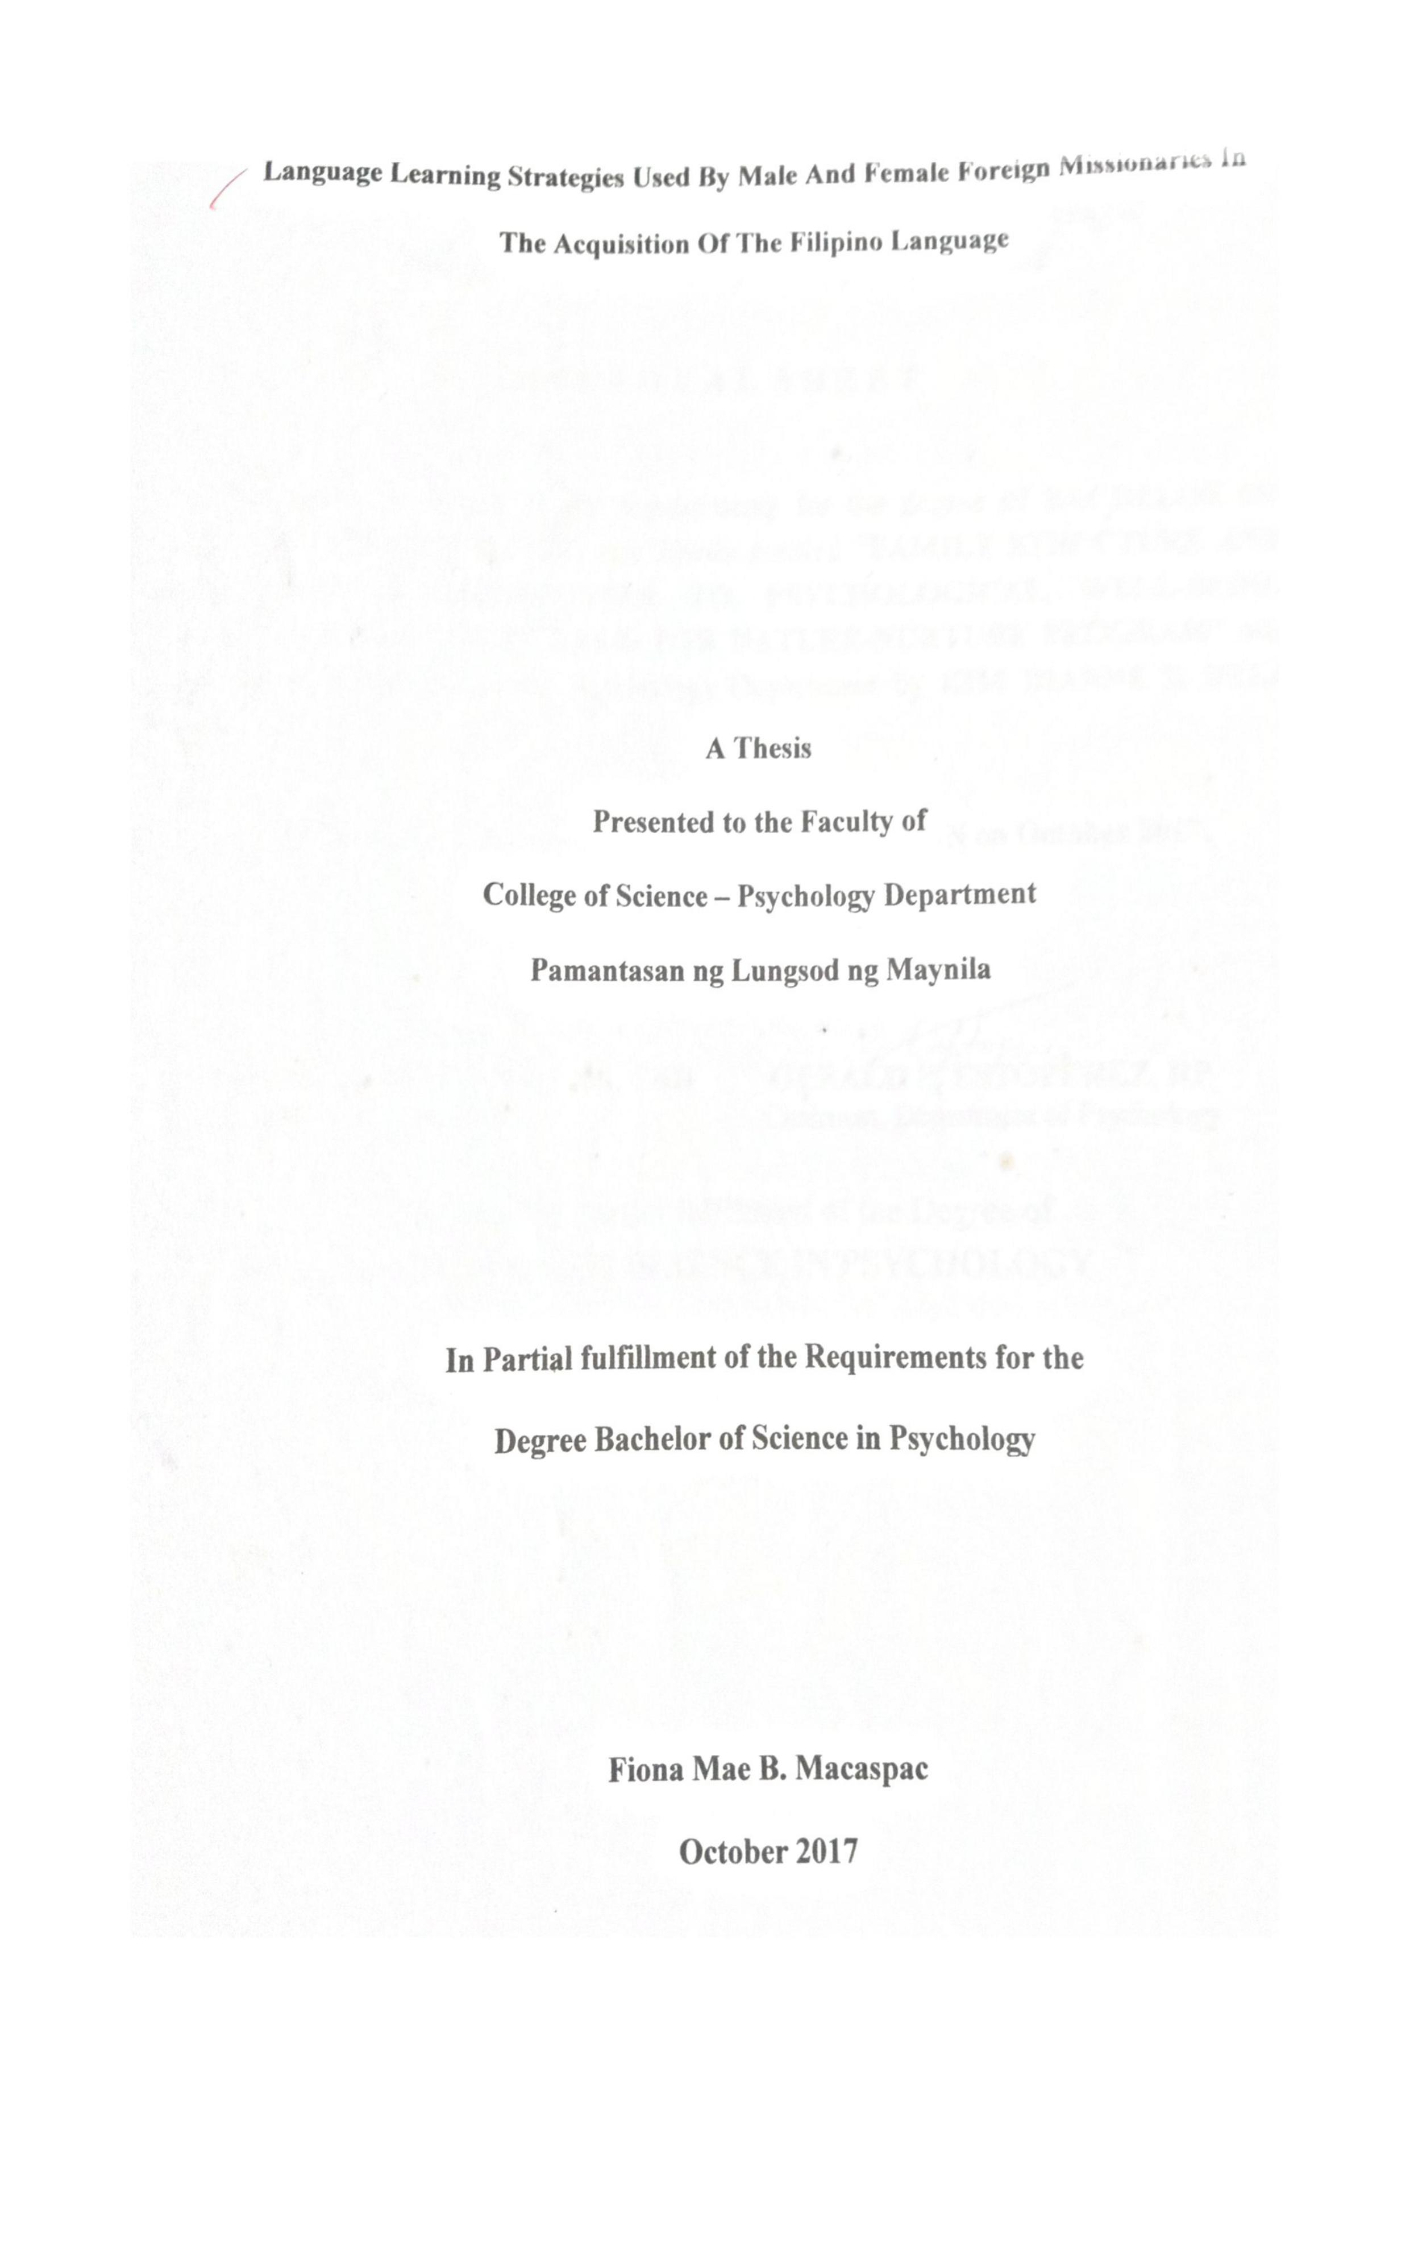 Language Learning Strategies Used By Male And Female Foreign Missionaries In
The Acquisition Of The Filipino Language
A Thesis
Presented to the Faculty of
College of Science – Psychology Department
Pamantasan ng Lungsod ng Maynila
In Partial fulfillment of the Requirements for the
Degree Bachelor of Science in Psychology
Fiona Mae B. Macaspac
October 2017